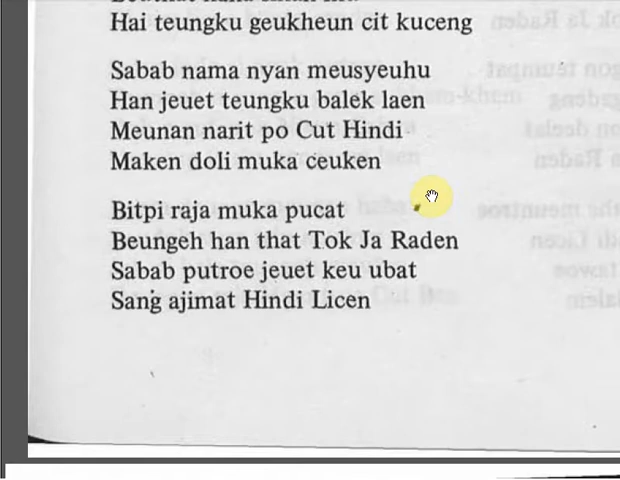 Hai teungku geukheun cit kuceng
Sabab nama nyan meusyeuhu
Han jeuet teungku balek laen
Meunan narit po Cut Hindi
Maken doli muka ceuken
Bitpi raja muka pucat
Beungeh han that Tok Ja Raden
Sabab putroe jeuet keu ubat
Sang ajimat Hindi Licen